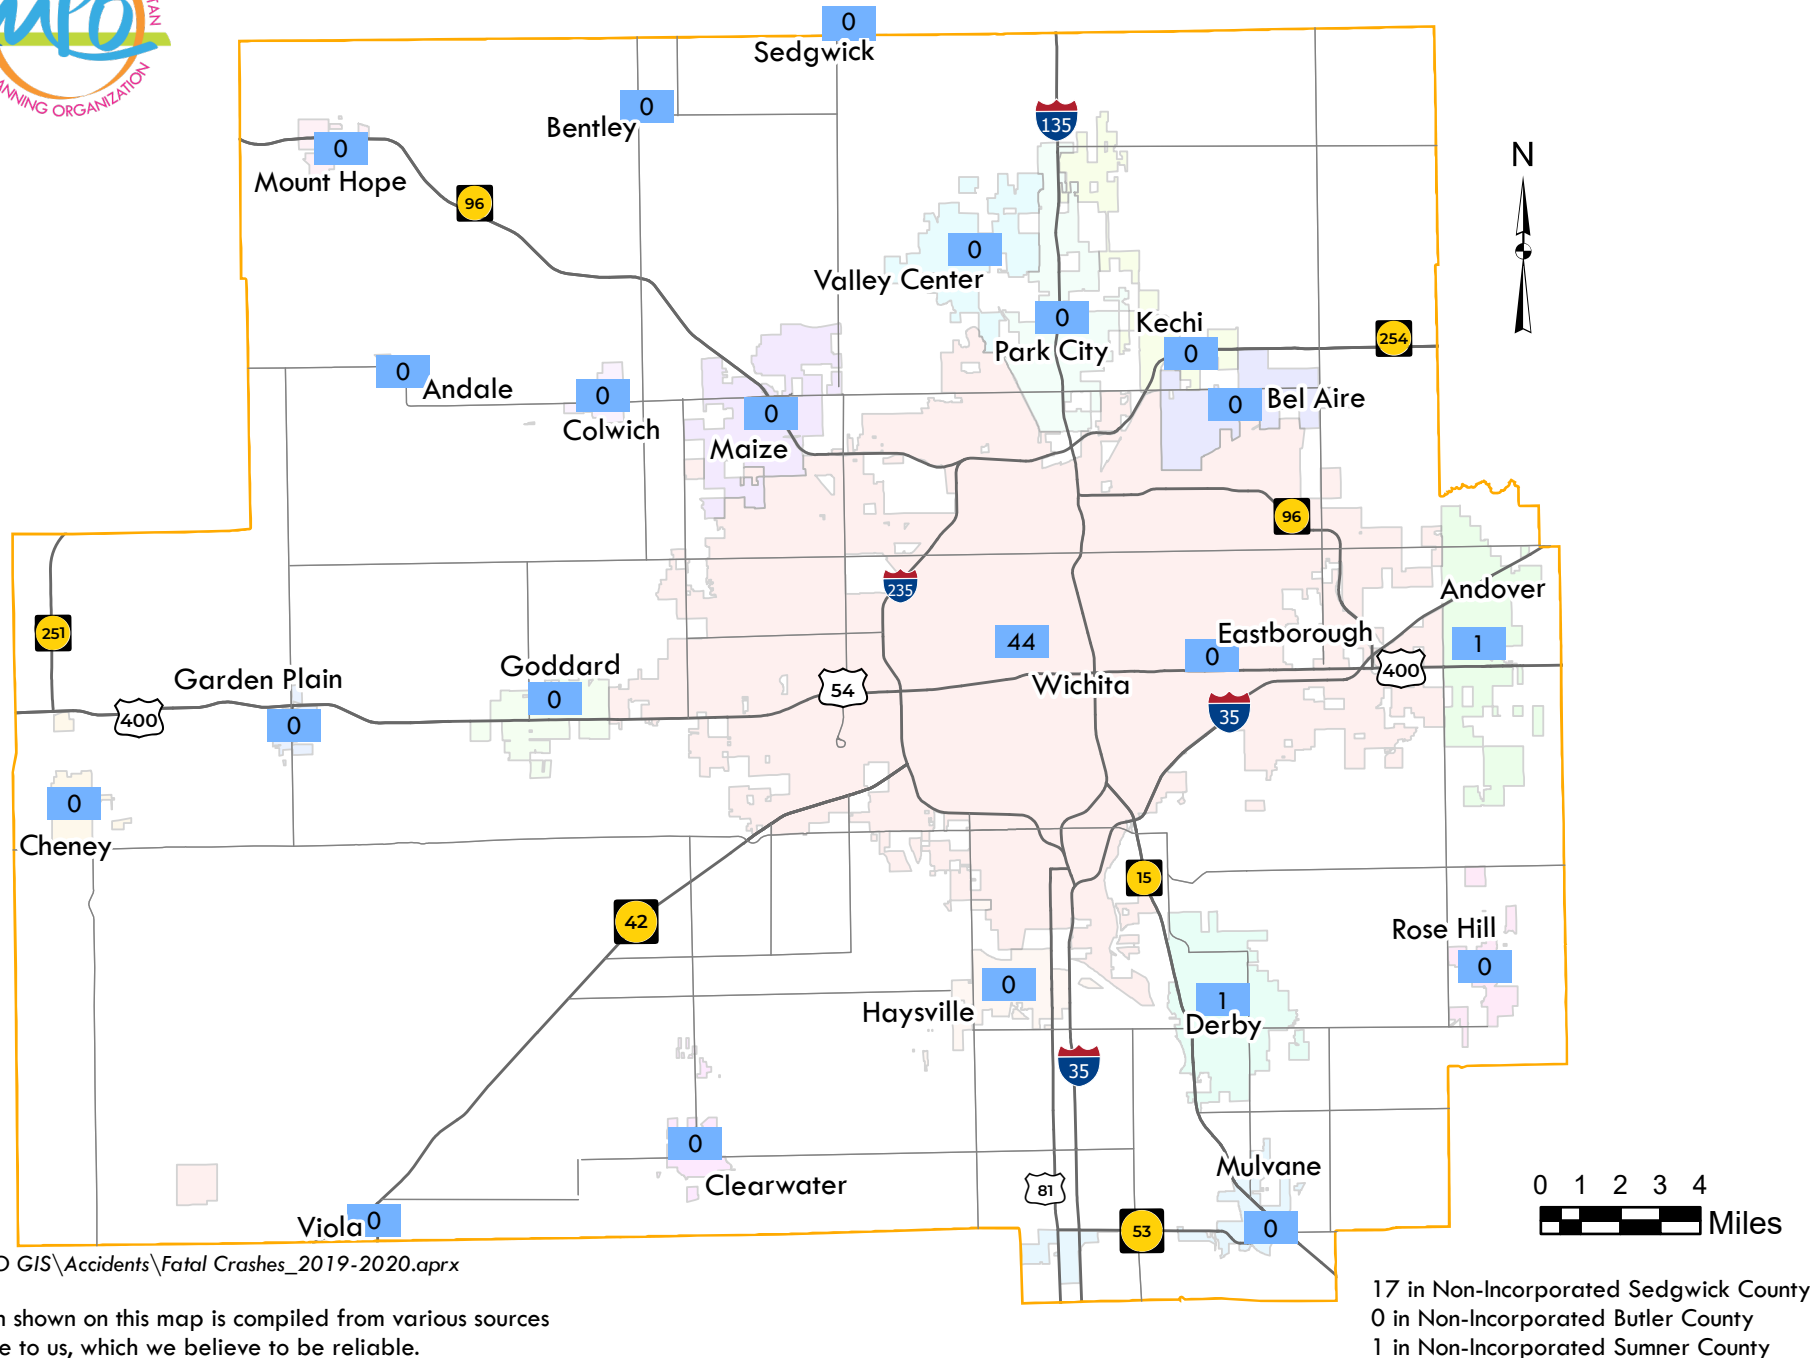 TAN
mpo
ANNING ORGANIZATION
0
Sedgwick
0
Bentley
135
N
0
Mount Hope
96
0
Valley Center
0
Park City
Kechi
0
254
0
Andale
0
Colwich
0
Maize
0
Bel Aire
96
235
Andover
1
251
44
Wichita
Eastborough
0
400
Garden Plain
0
Goddard
0
54
35
400
0
Cheney
42
15
Rose Hill
0
0
Haysville
1
Derby
35
0
Clearwater
81
Mulvane
0
53
Viola 0
0 1 2 3 4
Miles
O GIS\Accidents\Fatal Crashes_2019-2020.aprx
n shown on this map is compiled from various sources
e to us, which we believe to be reliable.
17 in Non-Incorporated Sedgwick County
0 in Non-Incorporated Butler County
1 in Non-Incorporated Sumner County